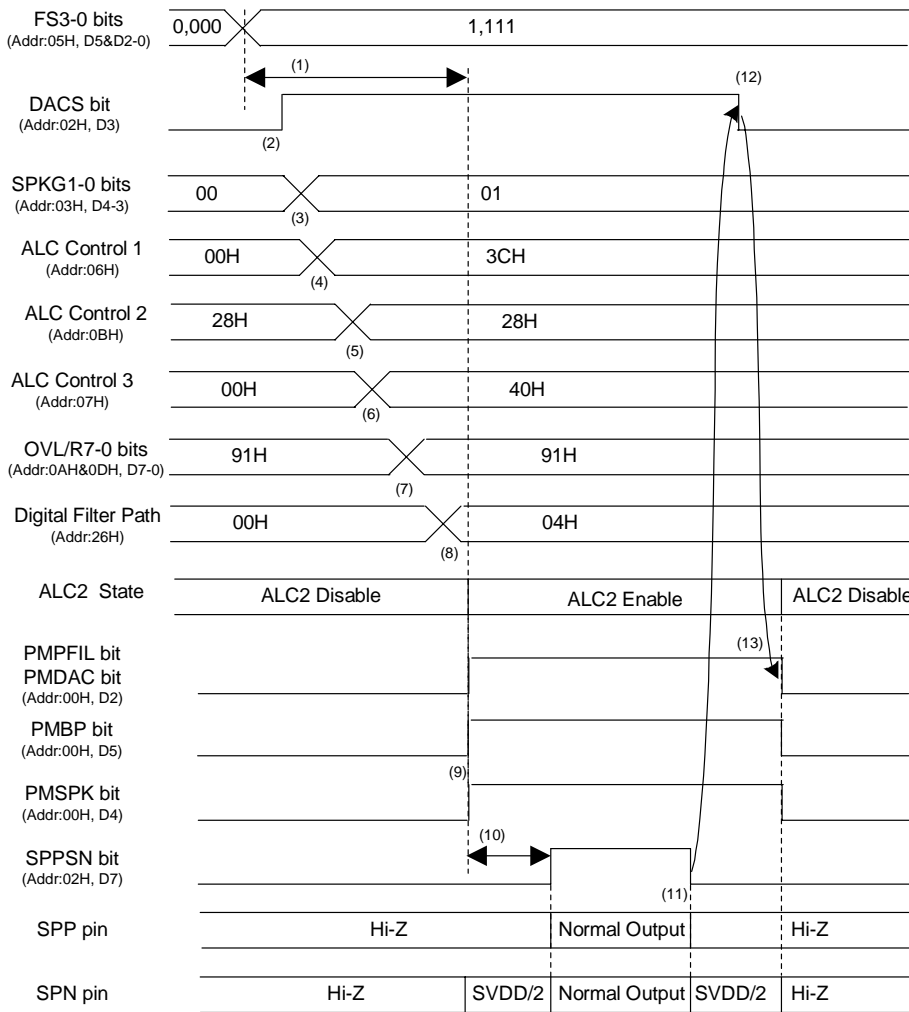 FS3-0 bits
(Addr:05H, D5&D2-0)
0,000
1,111
(1)
(12)
DACS bit
(Addr:02H, D3)
(2)
SPKG1-0 bits
(Addr:03H, D4-3)
00
01
(3)
ALC Control 1
(Addr:06H)
00H
3CH
(4)
ALC Control 2
(Addr:0BH)
28H
28H
(5)
ALC Control 3
(Addr:07H)
00H
40H
(6)
OVL/R7-0 bits
(Addr:0AH&0DH, D7-0)
91H
91H
(7)
Digital Filter Path
(Addr:26H)
00H
04H
(8)
ALC2 State
ALC2 Disable
ALC2 Enable
ALC2 Disable
PMPFIL bit
PMDAC bit
(Addr:00H, D2)
(13)
PMBP bit
(Addr:00H, D5)
(9)
PMSPK bit
(Addr:00H, D4)
(10)
SPPSN bit
(Addr:02H, D7)
(11)
SPP pin
Hi-Z
Normal Output
Hi-Z
SPN pin
Hi-Z
SVDD/2
Normal Output
SVDD/2
Hi-Z